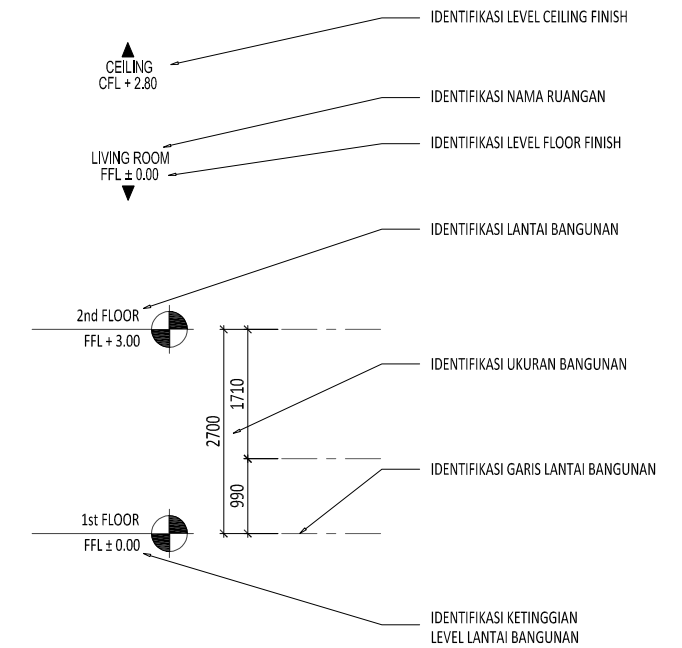 IDENTIFIKASI LEVEL CEILING FINISH
CEILING
CFL + 2.80
IDENTIFIKASI NAMA RUANGAN
IDENTIFIKASI LEVEL FLOOR FINISH
LIVING ROOM
FFL ± 0.00
IDENTIFIKASI LANTAI BANGUNAN
2nd FLOOR
FFL + 3.00
IDENTIFIKASI UKURAN BANGUNAN
1710
2700
990
IDENTIFIKASI GARIS LANTAI BANGUNAN
1st FLOOR
FFL ± 0.00
IDENTIFIKASI KETINGGIAN
LEVEL LANTAI BANGUNAN